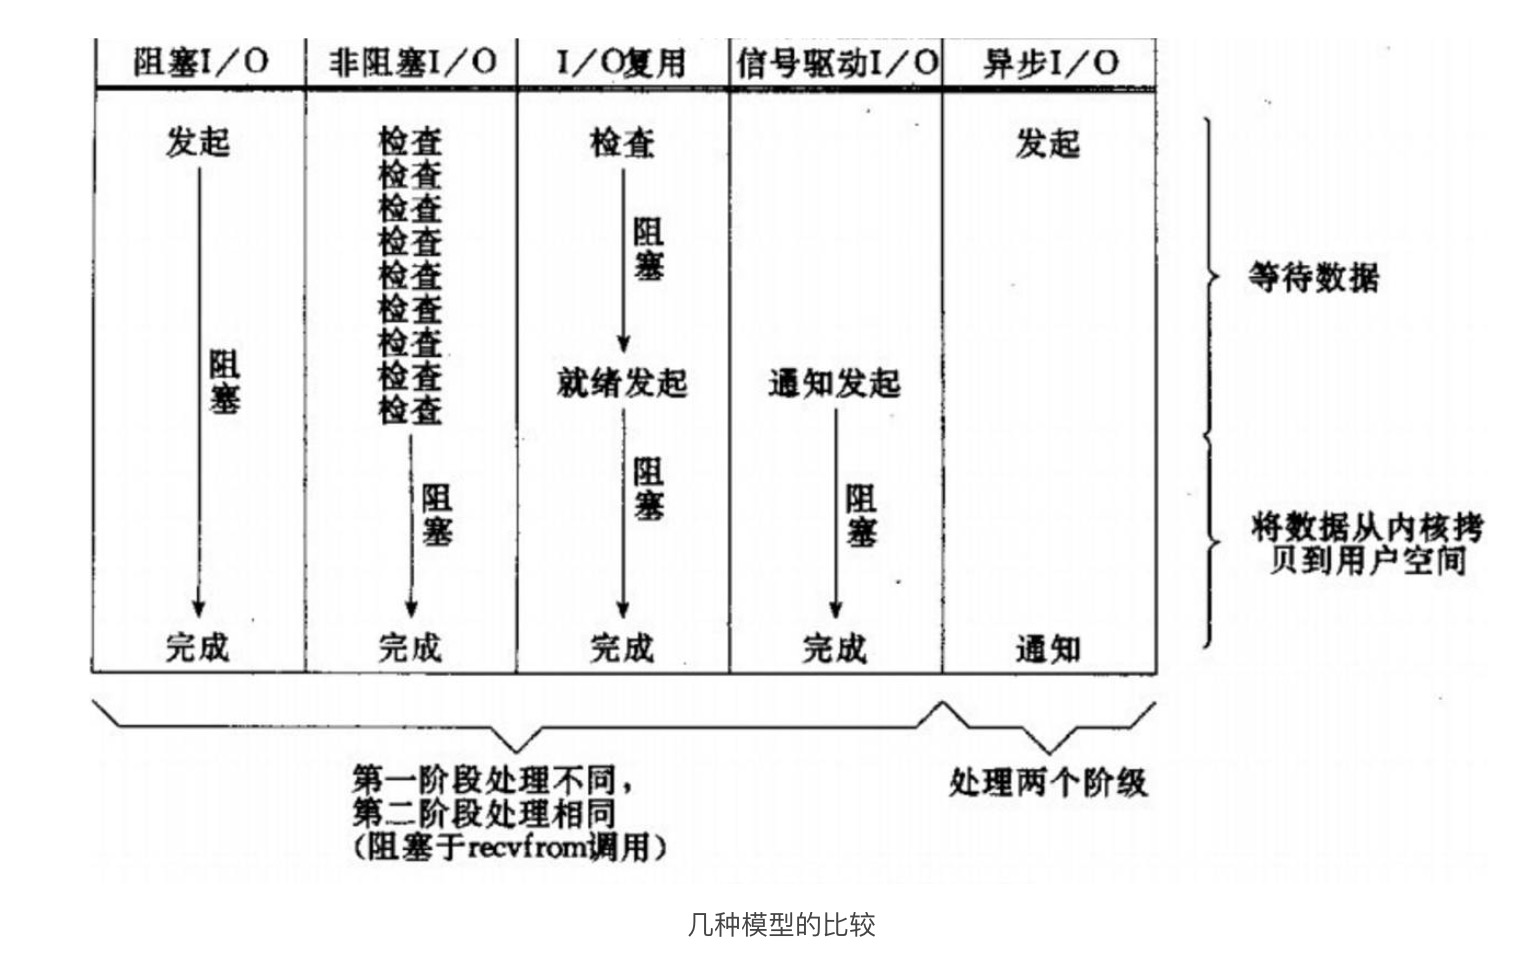 阻塞I/O 非阻塞I/O I/O复用 信号驱动I/O 异步I/O
发起 检查 检查 发起
检查
检查
检查
检查
检查
检查
检查
检查
阻
塞
就绪发起 通知发起
阻
塞
阻
塞
阻
塞
阻
塞
完成 完成 完成 完成 通知
等待数据
将数据从内核拷
贝到用户空间
第一阶段处理不同,
第二阶段处理相同
(阻塞于recvfrom调用)
处理两个阶级
几种模型的比较